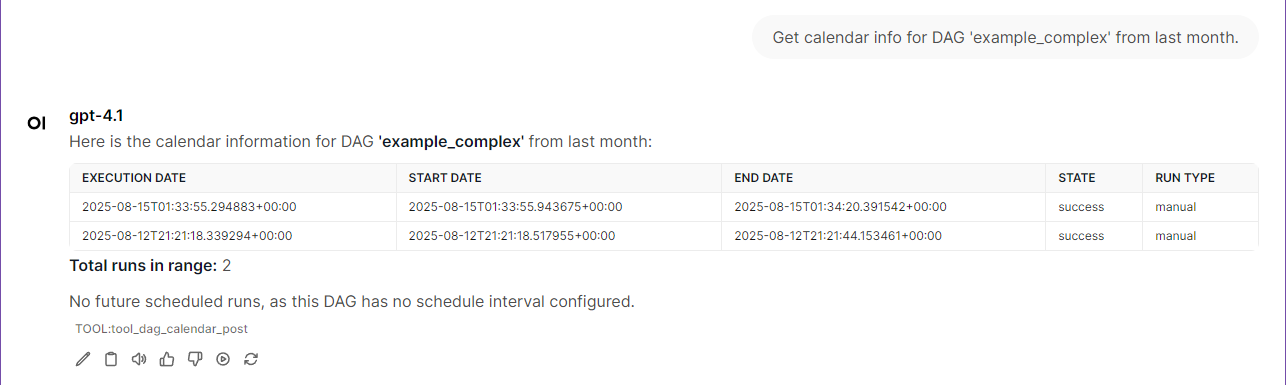 Get calendar info for DAG 'example_complex' from last month.
OI
gpt-4.1
Here is the calendar information for DAG 'example_complex' from last month:
EXECUTION DATE START DATE END DATE STATE RUN TYPE
2025-08-15T01:33:55.294883+00:00 2025-08-15T01:33:55.943675+00:00 2025-08-15T01:34:20.391542+00:00 success manual
2025-08-12T21:21:18.339294+00:00 2025-08-12T21:21:18.517955+00:00 2025-08-12T21:21:44.153461+00:00 success manual
Total runs in range: 2
No future scheduled runs, as this DAG has no schedule interval configured.
TOOL:tool_dag_calendar_post